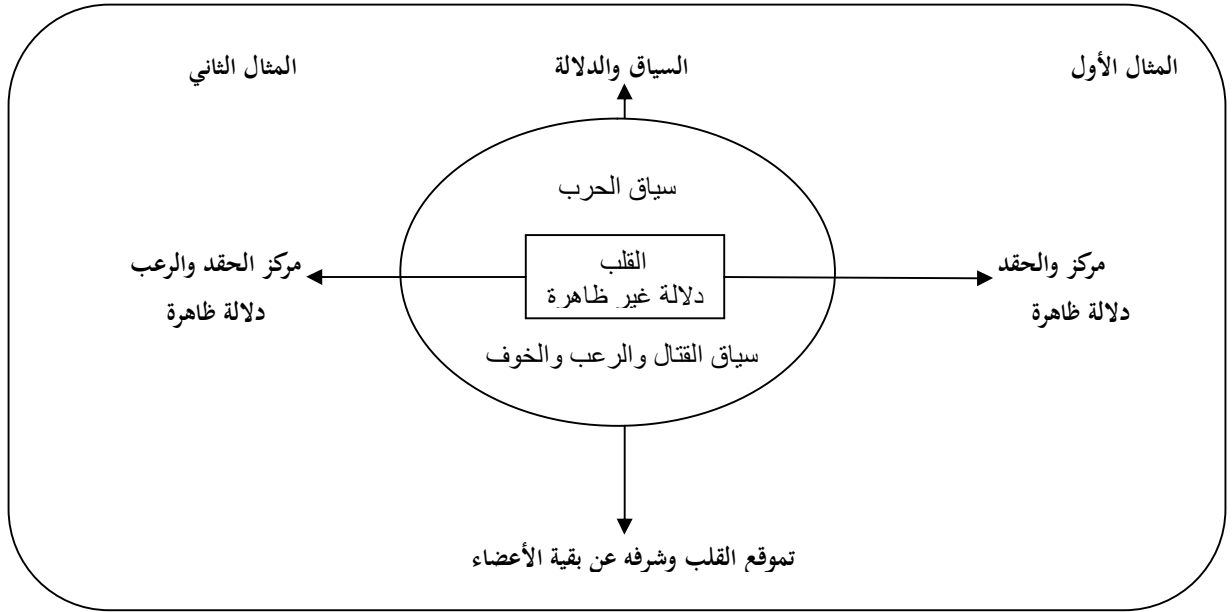 المثال الأول
السياق والدلالة
المثال الثاني
سياق الحرب
مركز والحقد
دلالة ظاهرة
القلب
دلالة غير ظاهرة
مركز الحقد والرعب
دلالة ظاهرة
سياق القتال والرعب والخوف
تموقع القلب وشرفه عن بقية الأعضاء